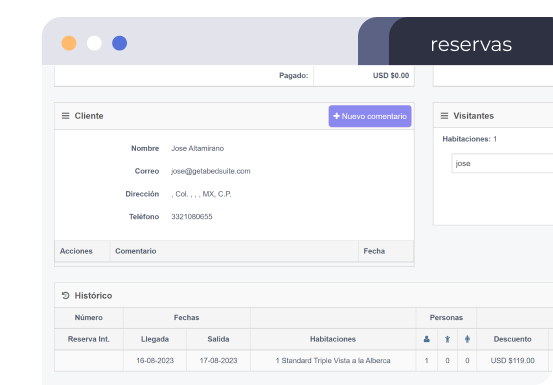 reservas
Pagado: USD $0.00
Cliente
+ Nuevo comentario
Nombre Jose Altamirano
Correo jose@getabedsuite.com
Dirección , Col. , , , MX, C.P.
Teléfono 3321080655
Acciones Comentario Fecha
Visitantes
Habitaciones: 1
jose
Histórico
Número Fechas Personas
Reserva Int. Llegada Salida Habitaciones Descuento
16-08-2023 17-08-2023 1 Standard Triple Vista a la Alberca 1 0 0 USD $119.00